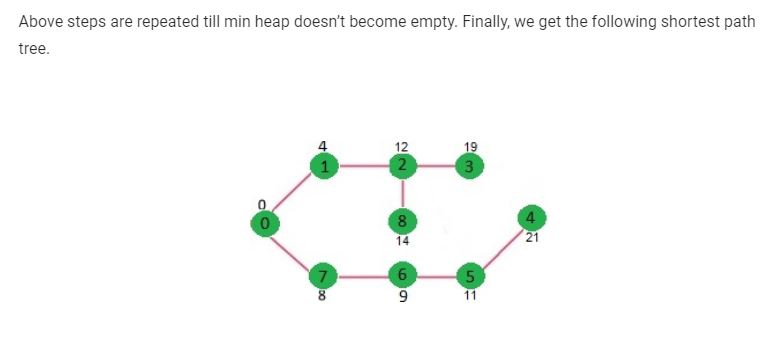 Above steps are repeated till min heap doesn't become empty. Finally, we get the following shortest path
tree.
4 12 19
1 2 3
0
0 8 4
14 21
7 6 5
8 9 11